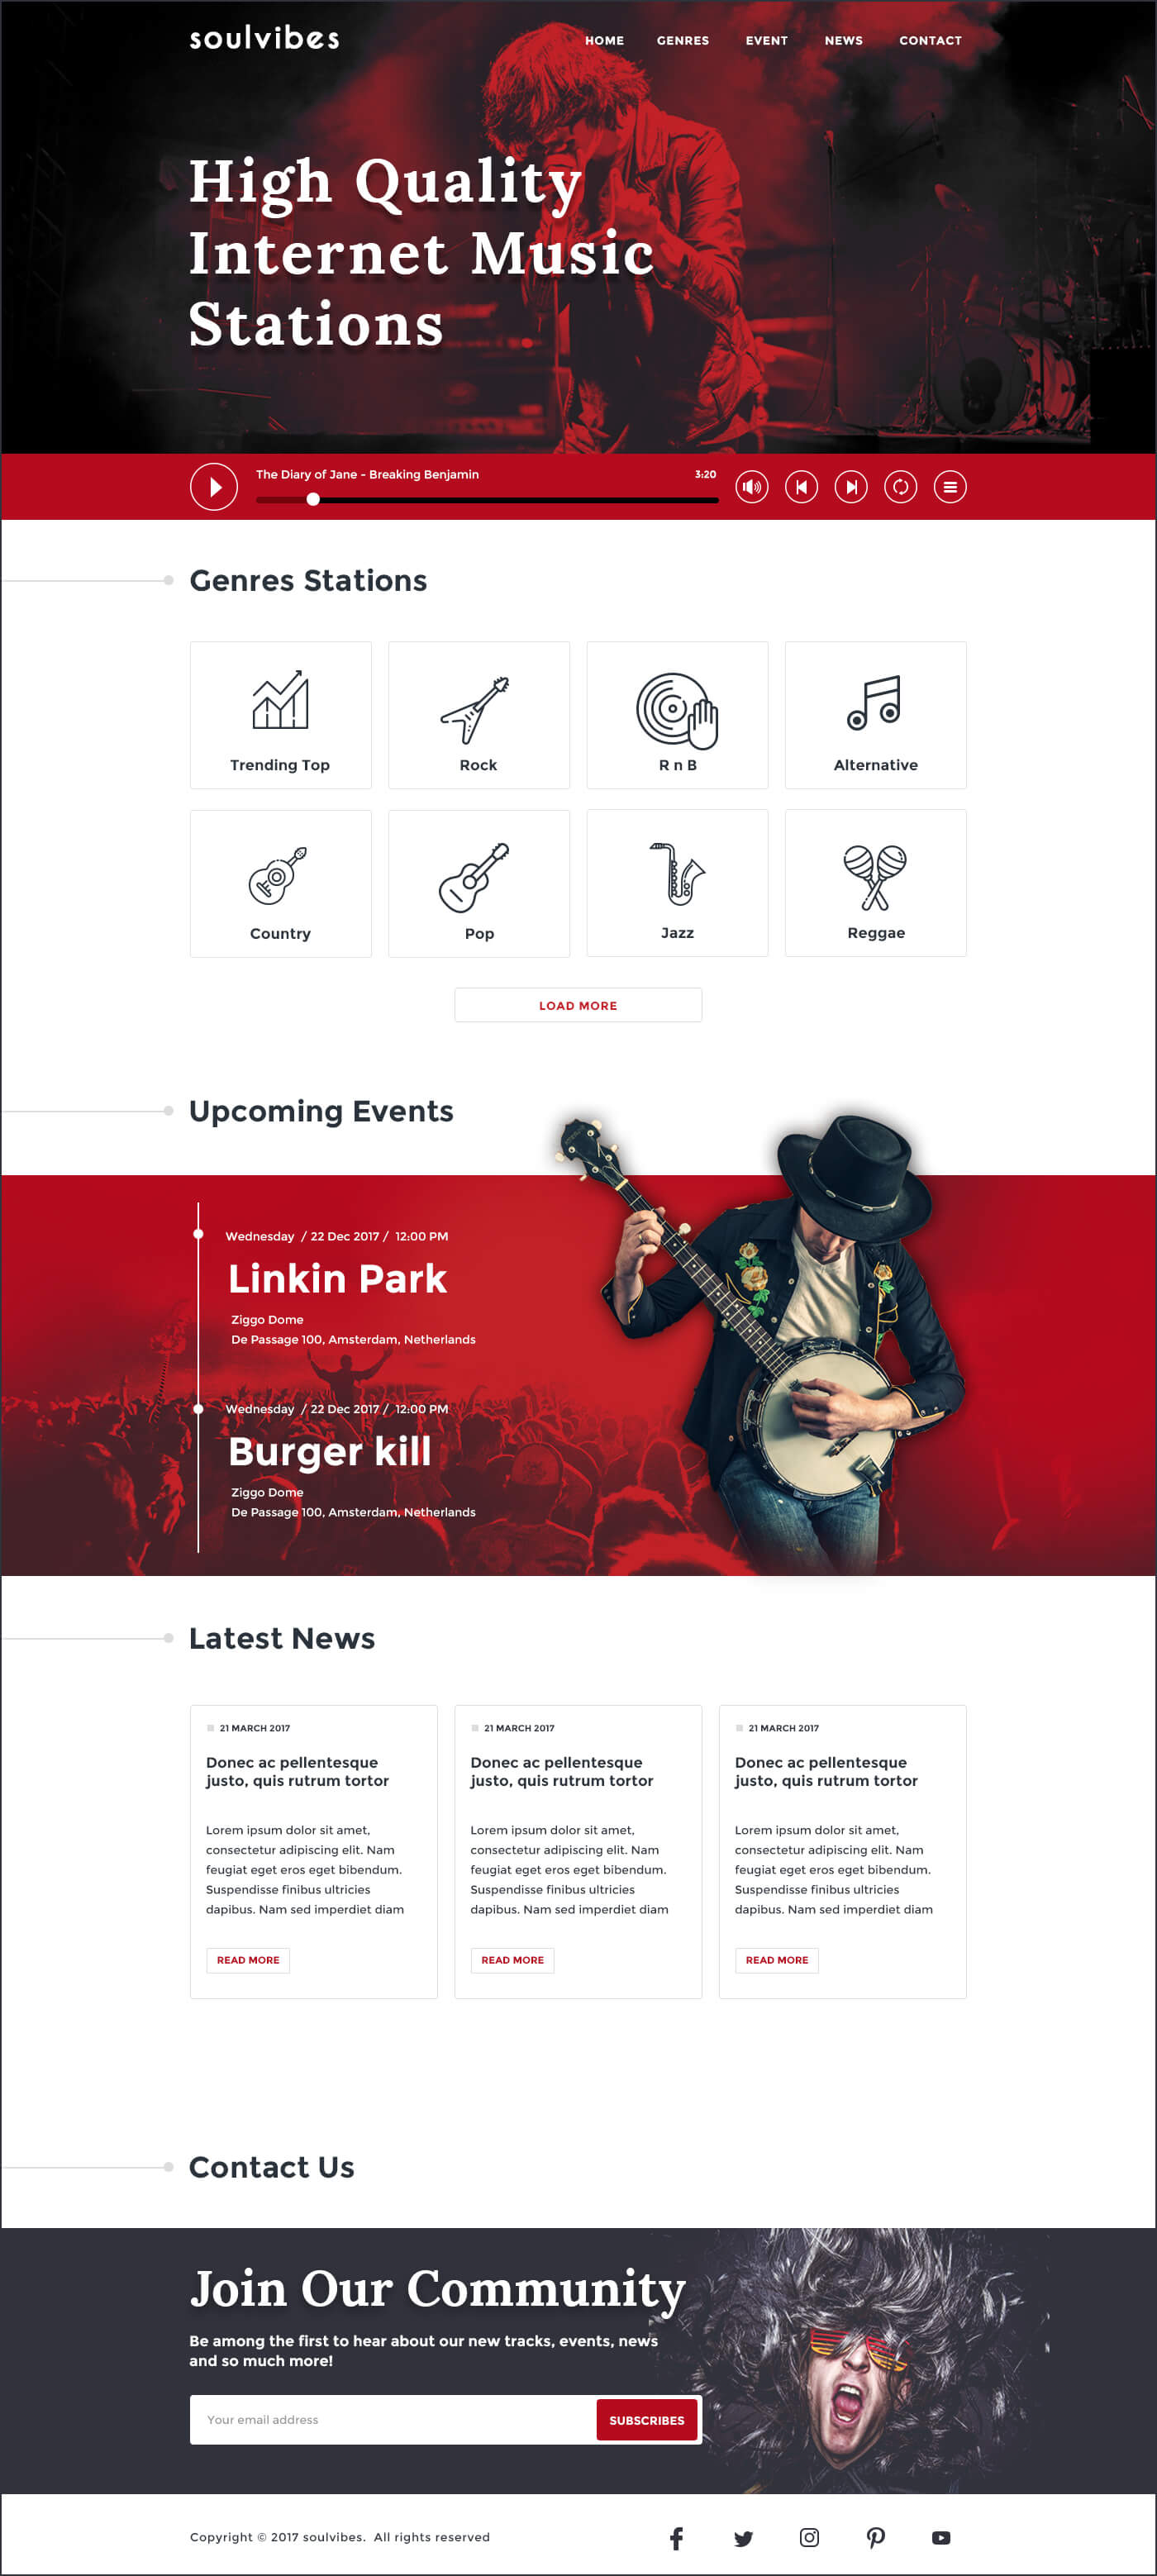 soulvibes
HOME GENRES EVENT NEWS CONTACT
High Quality
Internet Music
Stations
The Diary of Jane - Breaking Benjamin 3:20
Genres Stations
Trending Top
Rock
R n B
Alternative
Country
Pop
Jazz
Reggae
LOAD MORE
Upcoming Events
Wednesday / 22 Dec 2017 / 12:00 PM
Linkin Park
Ziggo Dome
De Passage 100, Amsterdam, Netherlands
Wednesday / 22 Dec 2017 / 12:00 PM
Burger kill
Ziggo Dome
De Passage 100, Amsterdam, Netherlands
Latest News
21 MARCH 2017
Donec ac pellentesque
justo, quis rutrum tortor
Lorem ipsum dolor sit amet,
consectetur adipiscing elit. Nam
feugiat eget eros eget bibendum.
Suspendisse finibus ultricies
dapibus. Nam sed imperdiet diam
READ MORE
21 MARCH 2017
Donec ac pellentesque
justo, quis rutrum tortor
Lorem ipsum dolor sit amet,
consectetur adipiscing elit. Nam
feugiat eget eros eget bibendum.
Suspendisse finibus ultricies
dapibus. Nam sed imperdiet diam
READ MORE
21 MARCH 2017
Donec ac pellentesque
justo, quis rutrum tortor
Lorem ipsum dolor sit amet,
consectetur adipiscing elit. Nam
feugiat eget eros eget bibendum.
Suspendisse finibus ultricies
dapibus. Nam sed imperdiet diam
READ MORE
Contact Us
Join Our Community
Be among the first to hear about our new tracks, events, news
and so much more!
Your email address
SUBSCRIBES
Copyright © 2017 soulvibes. All rights reserved